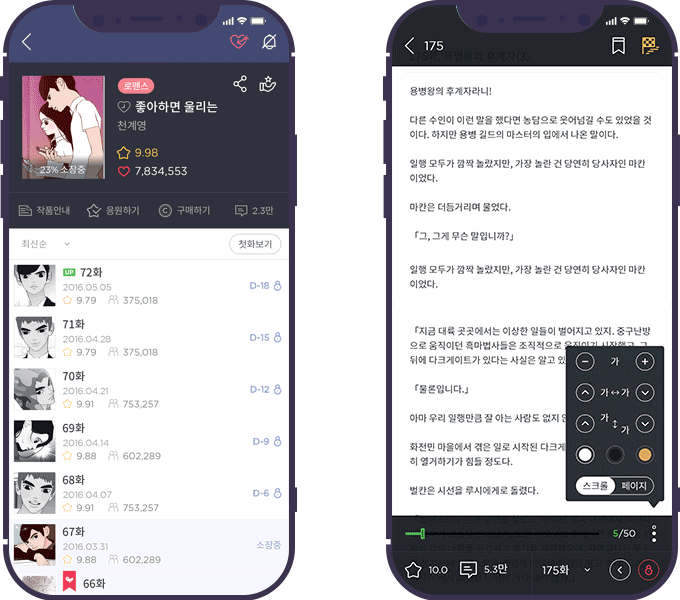 로맨스
좋아하면 울리는
천계영
9.98
7,834,553
23% 소장중
작품안내 응원하기 구매하기 2.3만
최신순 첫화보기
UP 72화
2016.05.05
9.79 375,018
D-18
71화
2016.04.28
9.79 375,018
D-15
70화
2016.04.21
9.91 753,257
D-12
69화
2016.04.14
9.88 602,289
D-9
68화
2016.04.07
9.91 753,257
D-6
67화
2016.03.31
9.88 602,289
소장중
66화
175
175화. 용병왕의 후계자(3)
용병왕의 후계자라니!
다른 수인이 이런 말을 했다면 농담으로 웃어넘길 수도 있었을 것
이다. 하지만 용병 길드의 마스터의 입에서 나온 말이다.
일행 모두가 깜짝 놀랐지만, 가장 놀란 건 당연히 당사자인 마칸
이었다.
마칸은 더듬거리며 물었다.
「그, 그게 무슨 말입니까?」
일행 모두가 깜짝 놀랐지만, 가장 놀란 건 당연히 당사자인 마칸
이었다.
「지금 대륙 곳곳에서는 이상한 일들이 벌어지고 있지. 중구난방
으로 움직이던 흑마법사들은 조직적으로 움직이기 시작했고, 그
뒤에 다크게이트가 있다는 사실은 알고 있
「물론입니다.」
아마 우리 일행만큼 잘 아는 사람도 없지
화전민 마을에서 겪은 일로 시작된 다크게
히 열거하기가 힘들 정도다.
벌칸은 시선을 루시에게로 돌렸다.
가
가↔가
가
가
스크롤 페이지
5/50
10.0 5.3만 175화